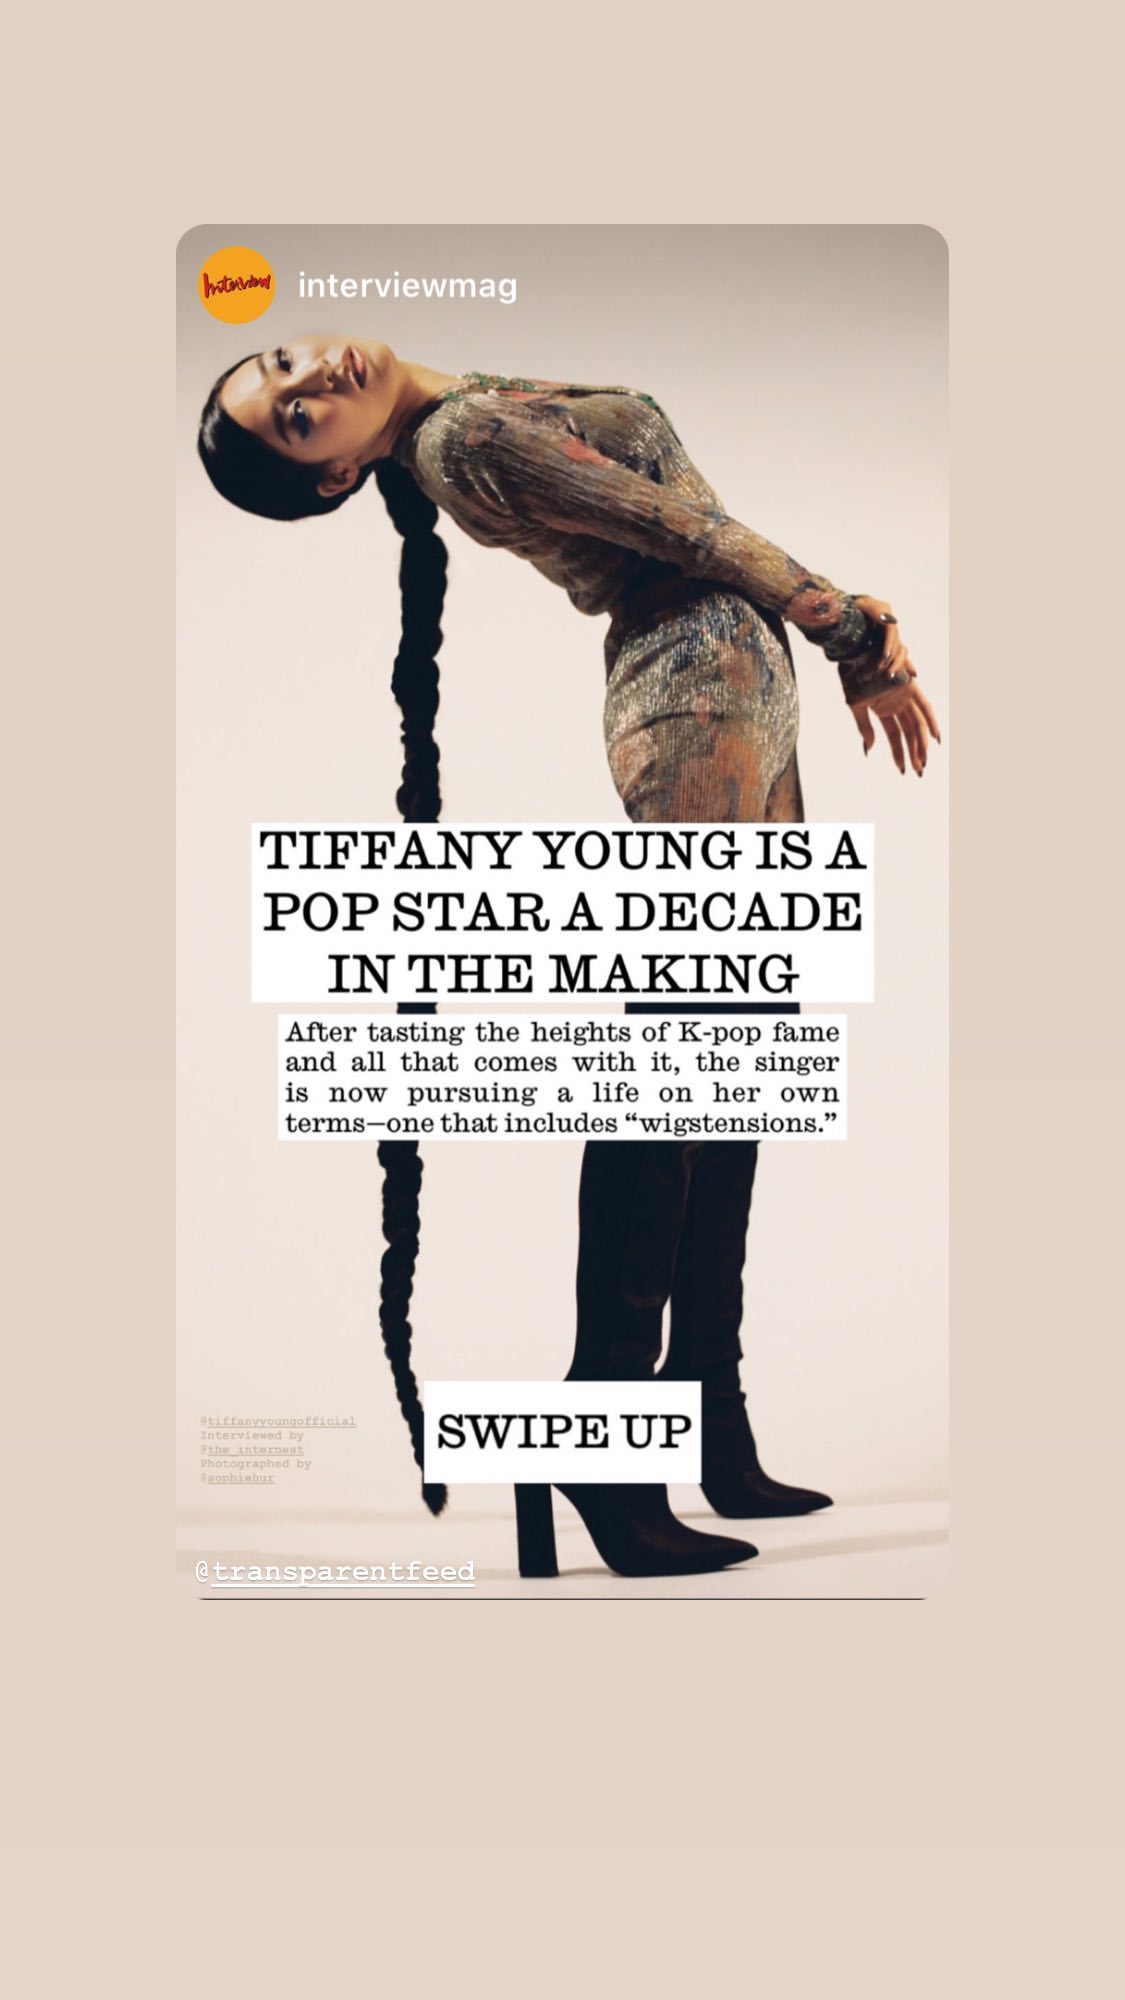 Interview
interviewmag
TIFFANY YOUNG IS A
POP STAR A DECADE
IN THE MAKING
After tasting the heights of K-pop fame
and all that comes with it, the singer
is now pursuing a life on her own
terms—one that includes “wigstensions.”
SWIPE UP
@tiffanyyoungofficial
Interviewed by
@the_internest
Photographed by
@sophiehur
@transparentfeed